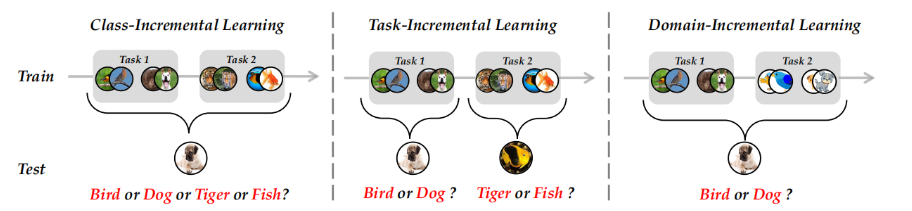 Class-Incremental Learning
Task-Incremental Learning
Domain-Incremental Learning
Train
Task 1
Task 2
Task 1
Task 2
Task 1
Task 2
Test
Bird or Dog or Tiger or Fish?
Bird or Dog ?
Tiger or Fish ?
Bird or Dog ?